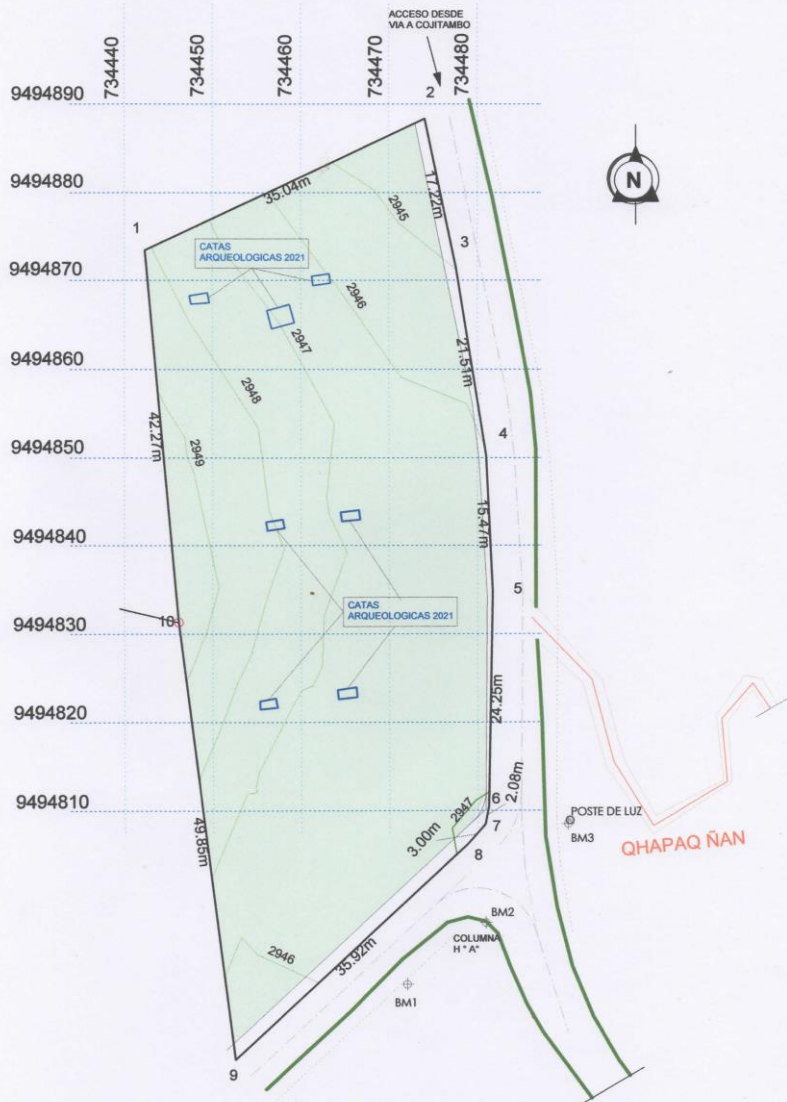 ACCESO DESDE
VIA A COJITAMBO
734440
734450
734460
734470
734480
9494890
2
9494880
35.04m
17.22m
N
1
2945
3
CATAS
ARQUEOLOGICAS 2021
9494870
2946
2947
9494860
21.51m
2948
42.27m
4
2949
9494850
15.47m
9494840
5
CATAS
ARQUEOLOGICAS 2021
10
9494830
24.25m
9494820
2.08m
6
9494810
2947
POSTE DE LUZ
7
BM3
49.85m
3.00m
8
QHAPAQ ÑAN
BM2
COLUMNA
H "A"
2946
35.92m
BM1
9